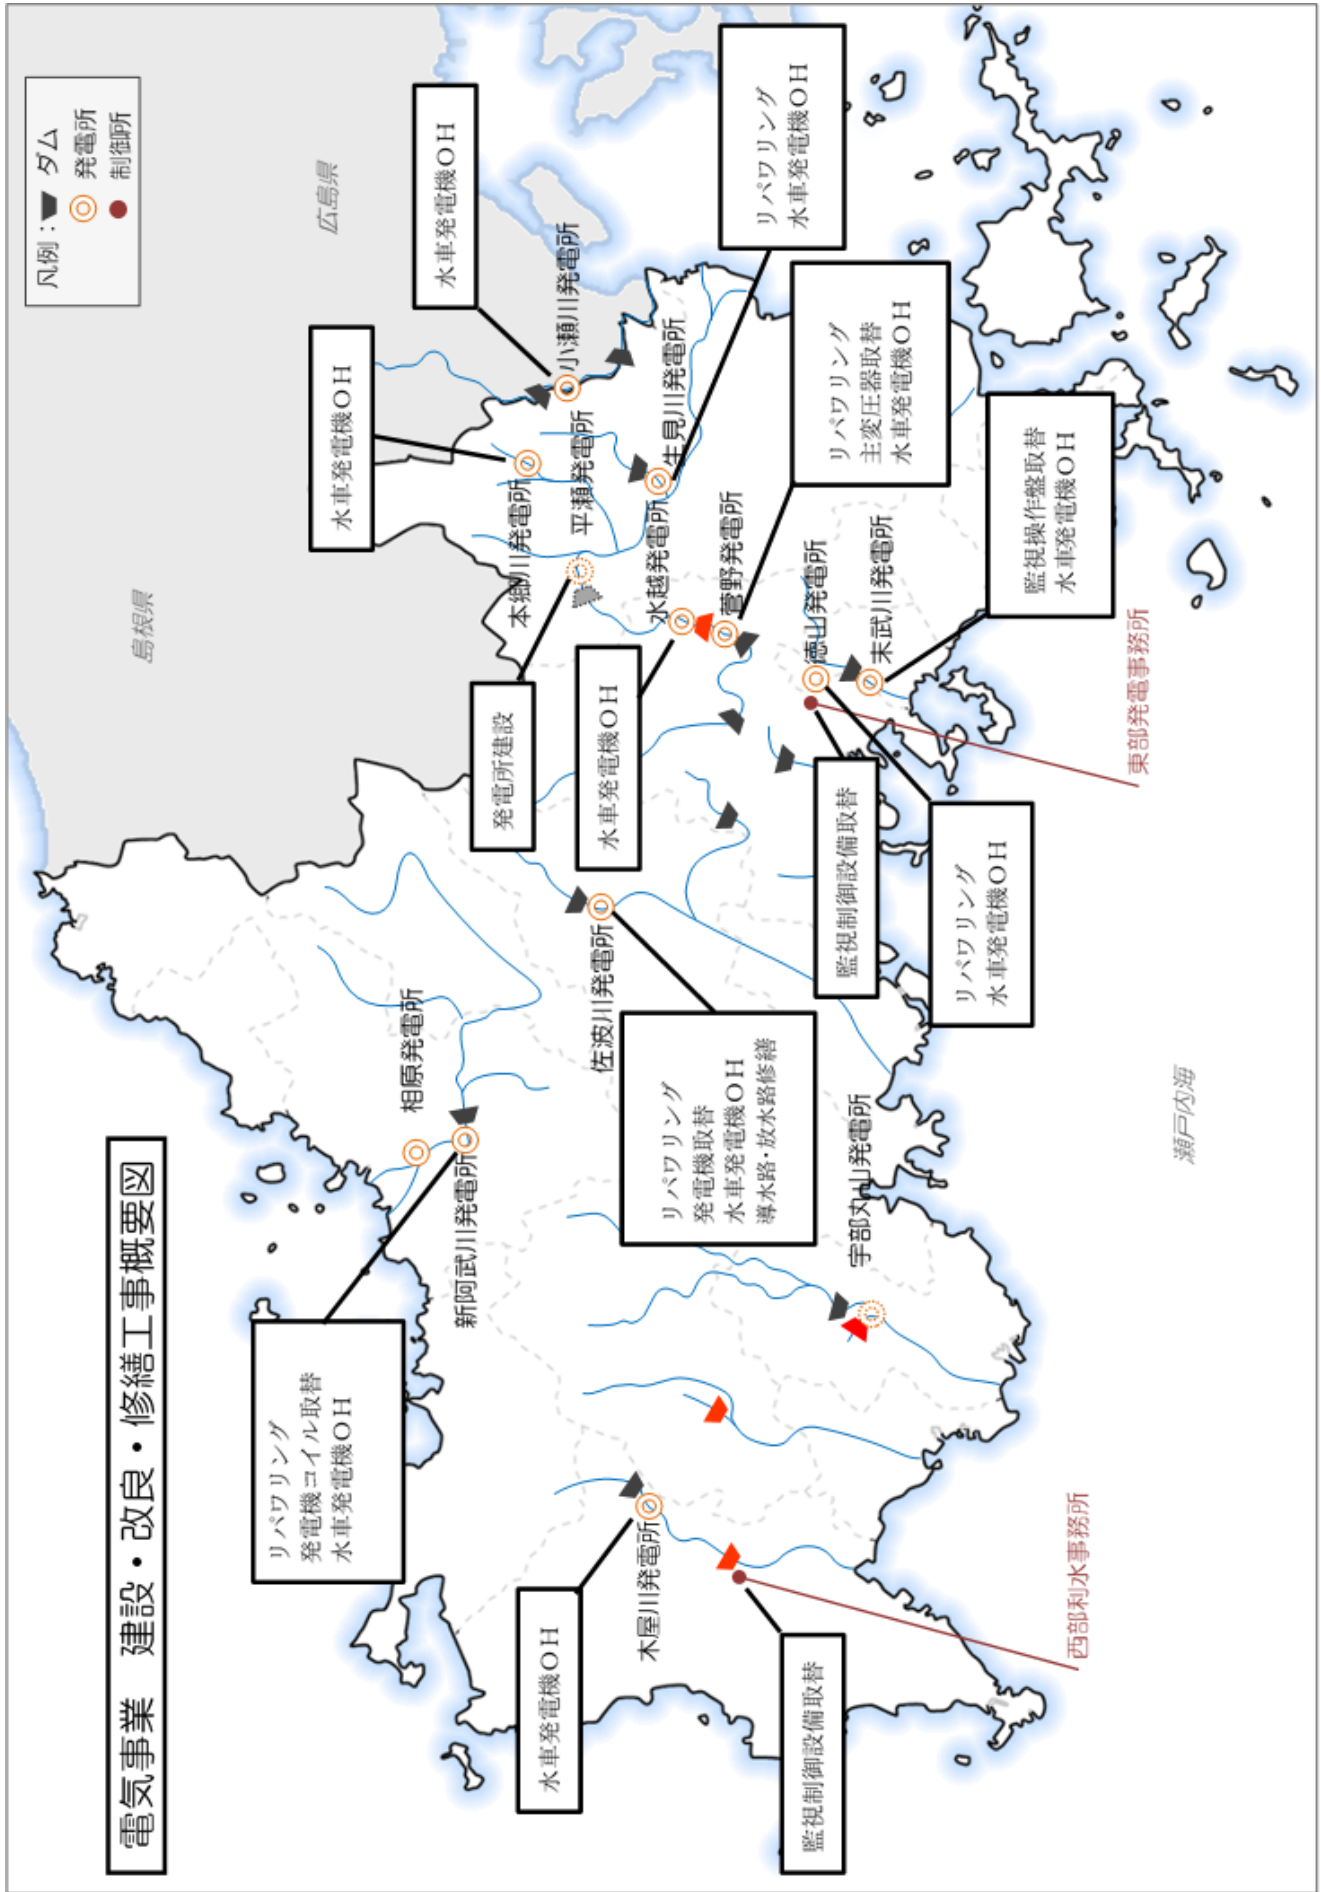 電気事業 建設・改良・修繕工事概要図
凡例：ダム
発電所
制御所
島根県
広島県
瀬戸内海
リパワリング
発電機コイル取替
水車発電機OH
相原発電所
新阿武川発電所
水車発電機OH
木屋川発電所
監視制御設備取替
西部利水事務所
宇部丸山発電所
佐波川発電所
リパワリング
発電機取替
水車発電機OH
導水路・放水路修繕
発電所建設
平瀬発電所
水車発電機OH
本郷川発電所
水車発電機OH
小瀬川発電所
生見川発電所
リパワリング
水車発電機OH
水車発電機OH
水越発電所
菅野発電所
リパワリング
主変圧器取替
水車発電機OH
徳山発電所
末武川発電所
監視操作盤取替
水車発電機OH
監視制御設備取替
リパワリング
水車発電機OH
東部発電事務所